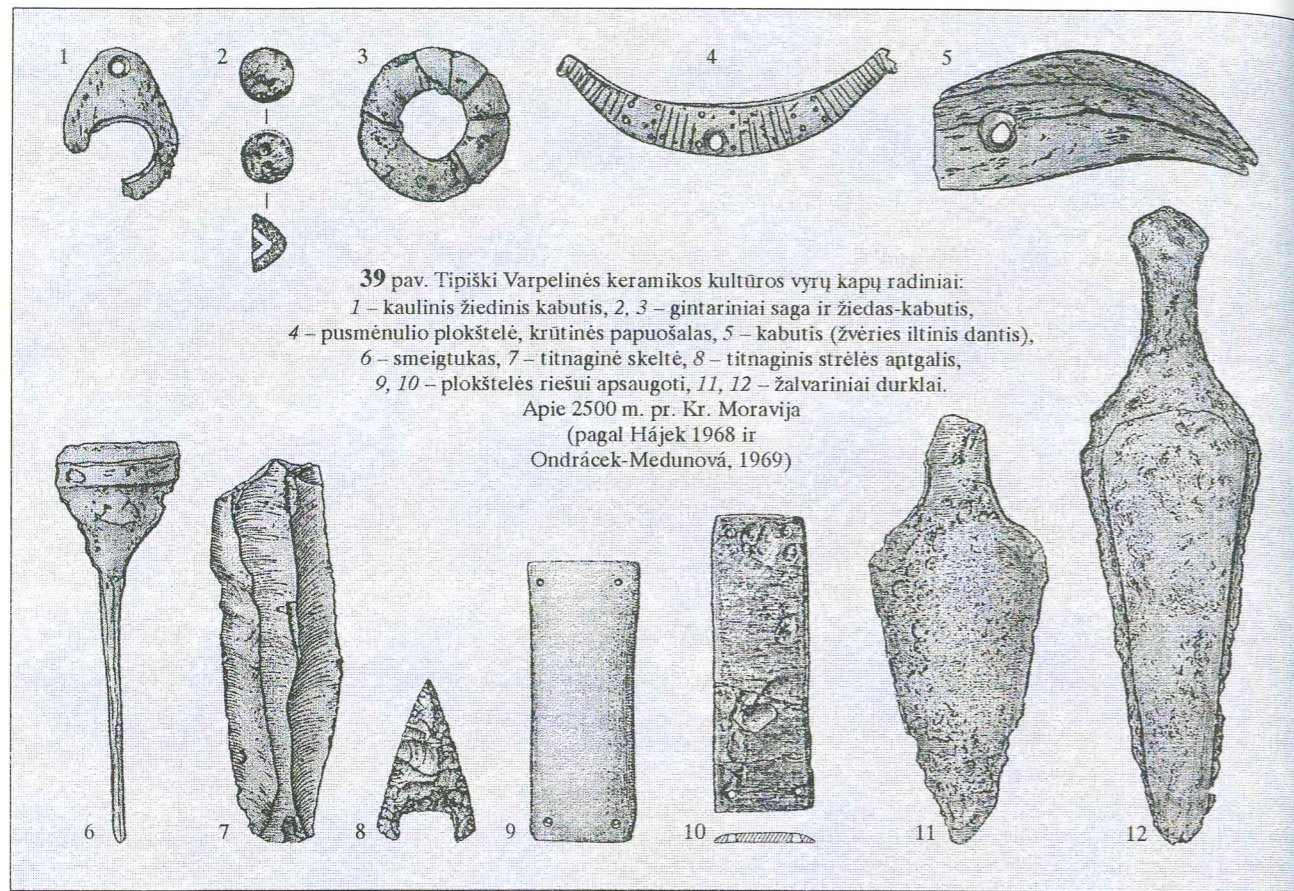 1 2 3 4 5
39 pav. Tipiški Varpelinės keramikos kultūros vyrų kapų radiniai:
1 – kaulinis žiedinis kabutis, 2, 3 – gintariniai saga ir žiedas-kabutis,
4 – pusmėnulio plokštelė, krūtinės papuošalas, 5 – kabutis (žvėries iltinis dantis),
6 – smeigtukas, 7 – titnaginė skeltė, 8 – titnaginis strėlės antgalis,
9, 10 – plokštelės riešui apsaugoti, 11, 12 – žalvariniai durklai.
Apie 2500 m. pr. Kr. Moravija
(pagal Hájek 1968 ir
Ondrácek-Medunová, 1969)
6 7 8 9 10 11 12